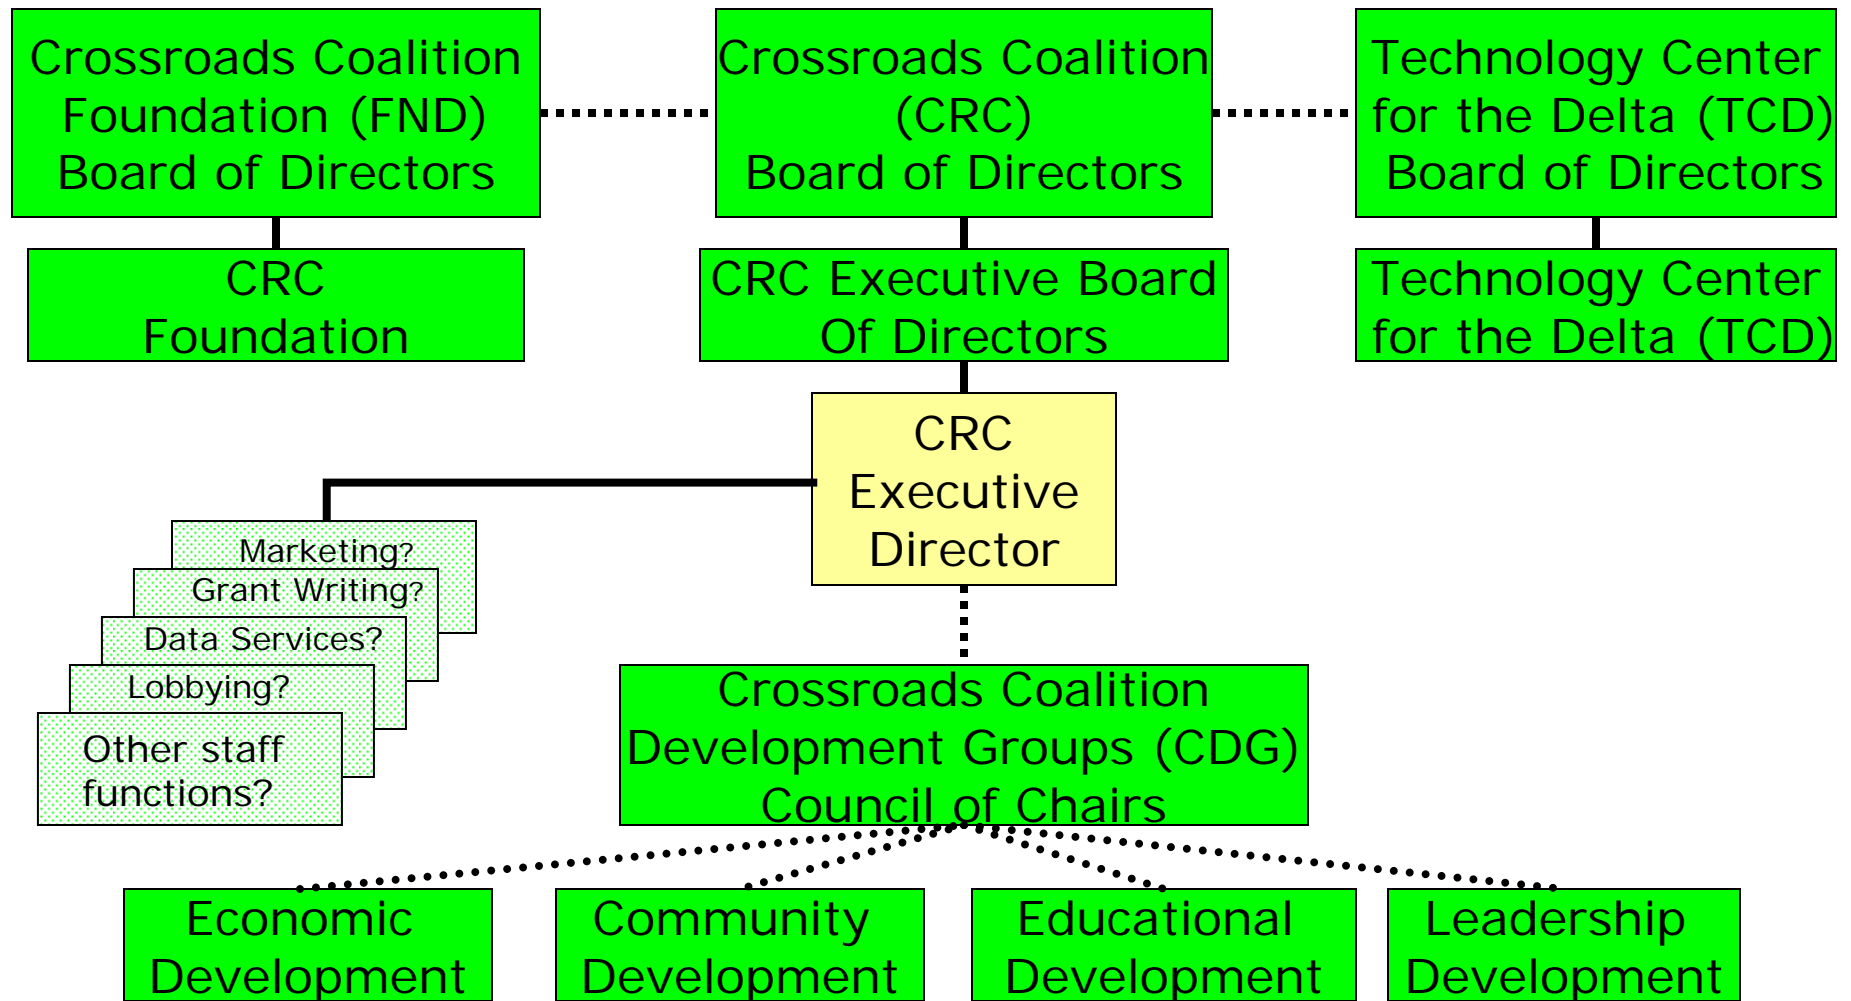 Crossroads Coalition
Foundation (FND)
Board of Directors
Crossroads Coalition
(CRC)
Board of Directors
Technology Center
for the Delta (TCD)
Board of Directors
CRC
Foundation
CRC Executive Board
Of Directors
Technology Center
for the Delta (TCD)
CRC
Executive
Director
Marketing?
Grant Writing?
Data Services?
Lobbying?
Other staff
functions?
Crossroads Coalition
Development Groups (CDG)
Council of Chairs
Economic
Development
Community
Development
Educational
Development
Leadership
Development